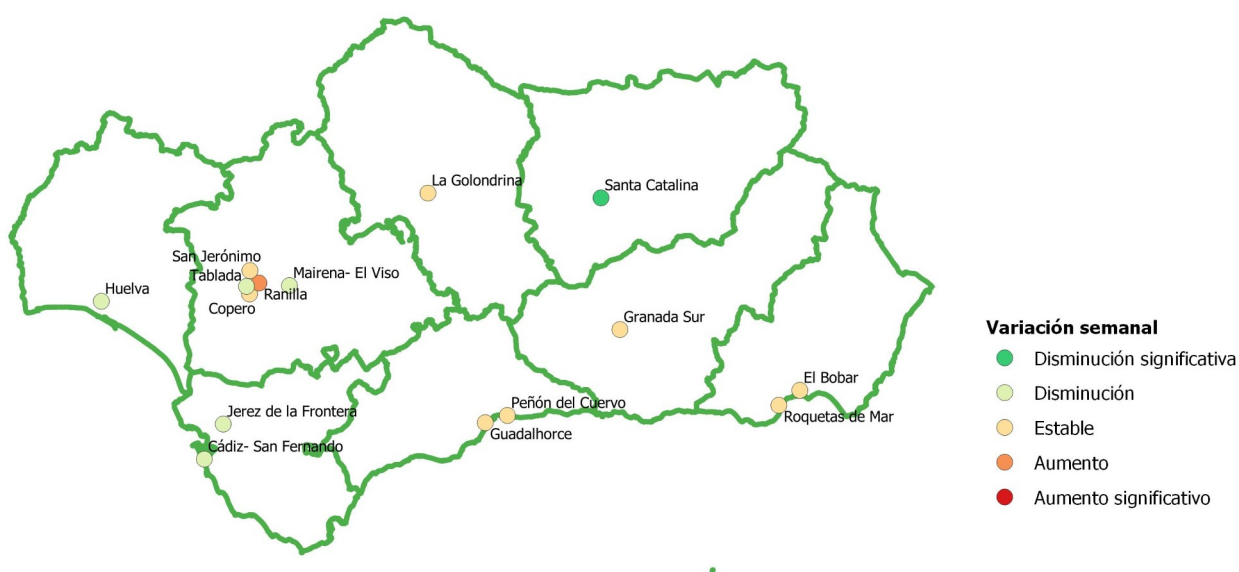 La Golondrina
Santa Catalina
San Jerónimo
Tablada
Mairena- El Viso
Huelva
Ranilla
Copero
Granada Sur
Variación semanal
Disminución significativa
Disminución
Estable
Aumento
Aumento significativo
El Bobar
Peñón del Cuervo
Roquetas de Mar
Jerez de la Frontera
Guadalhorce
Cádiz- San Fernando